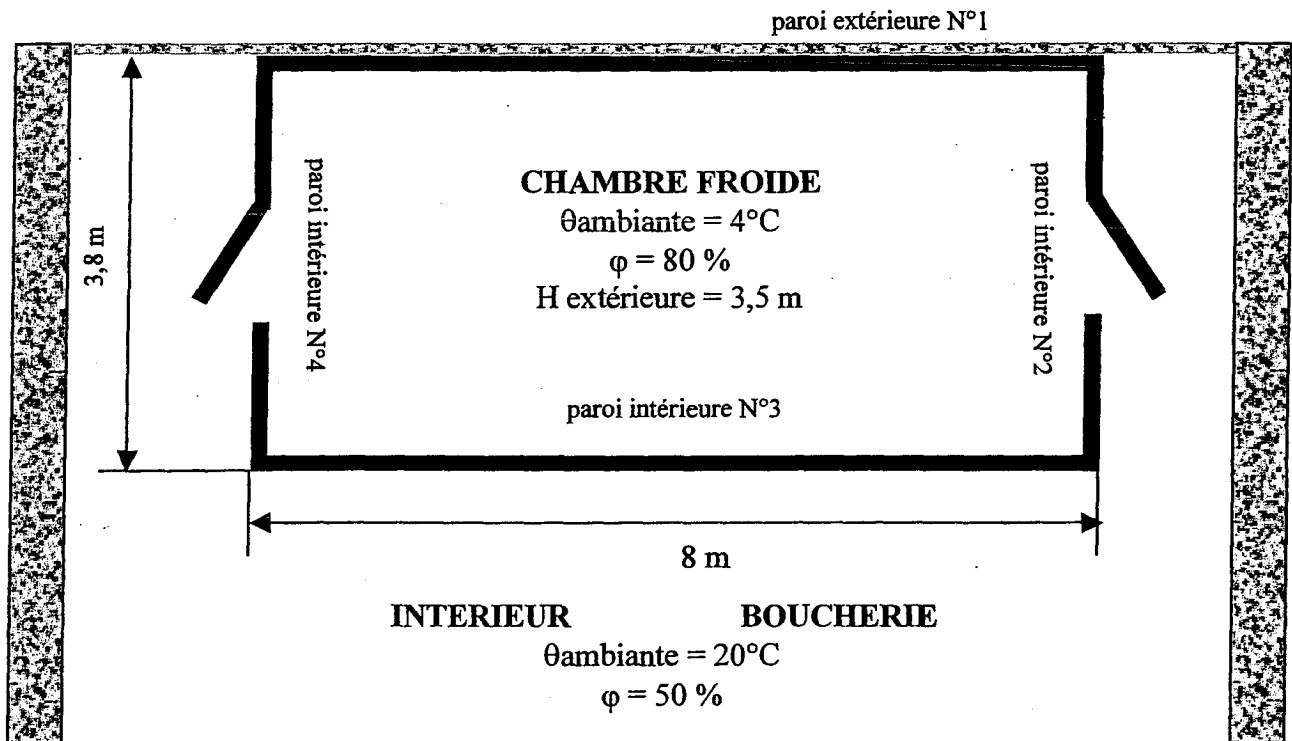 paroi extérieure N°1
3,8 m
paroi intérieure N°4
CHAMBRE FROIDE
θambiante = 4°C
φ = 80 %
H extérieure = 3,5 m
paroi intérieure N°2
paroi intérieure N°3
8 m
INTERIEUR BOUCHERIE
θambiante = 20°C
φ = 50 %